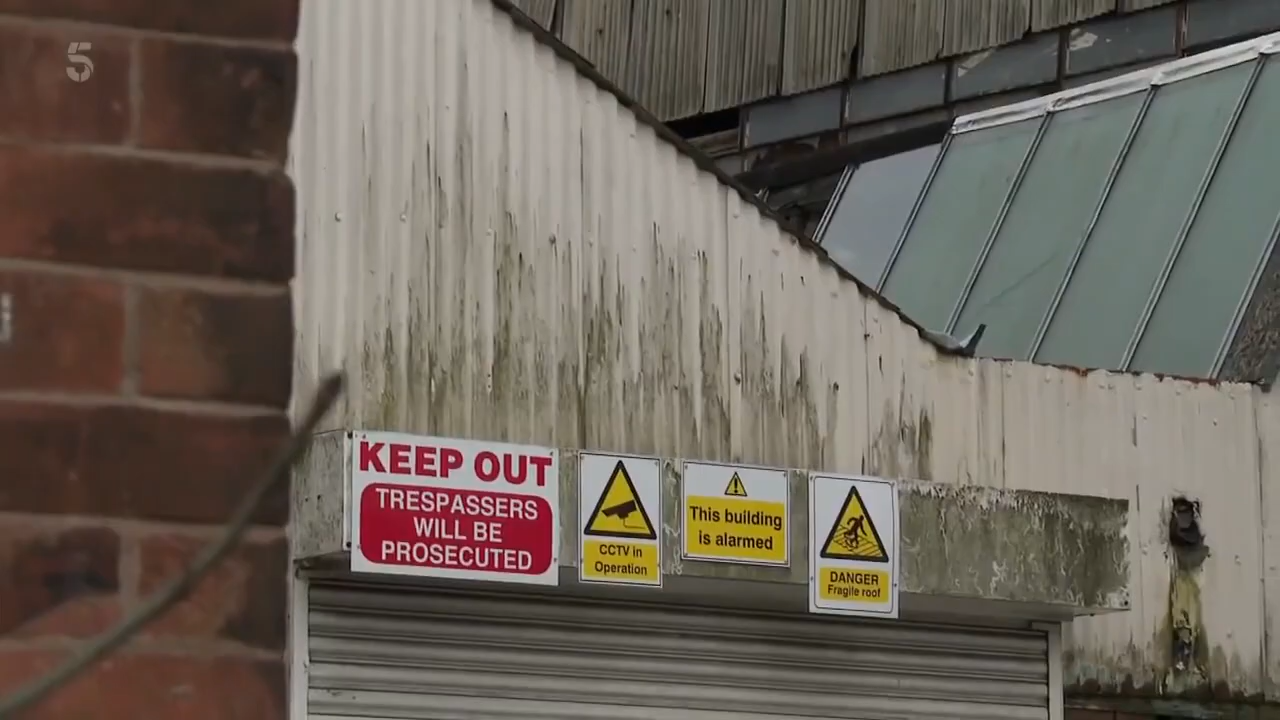 5
KEEP OUT
TRESPASSERS
WILL BE
PROSECUTED
CCTV in
Operation
This building
is alarmed
DANGER
Fragile roof